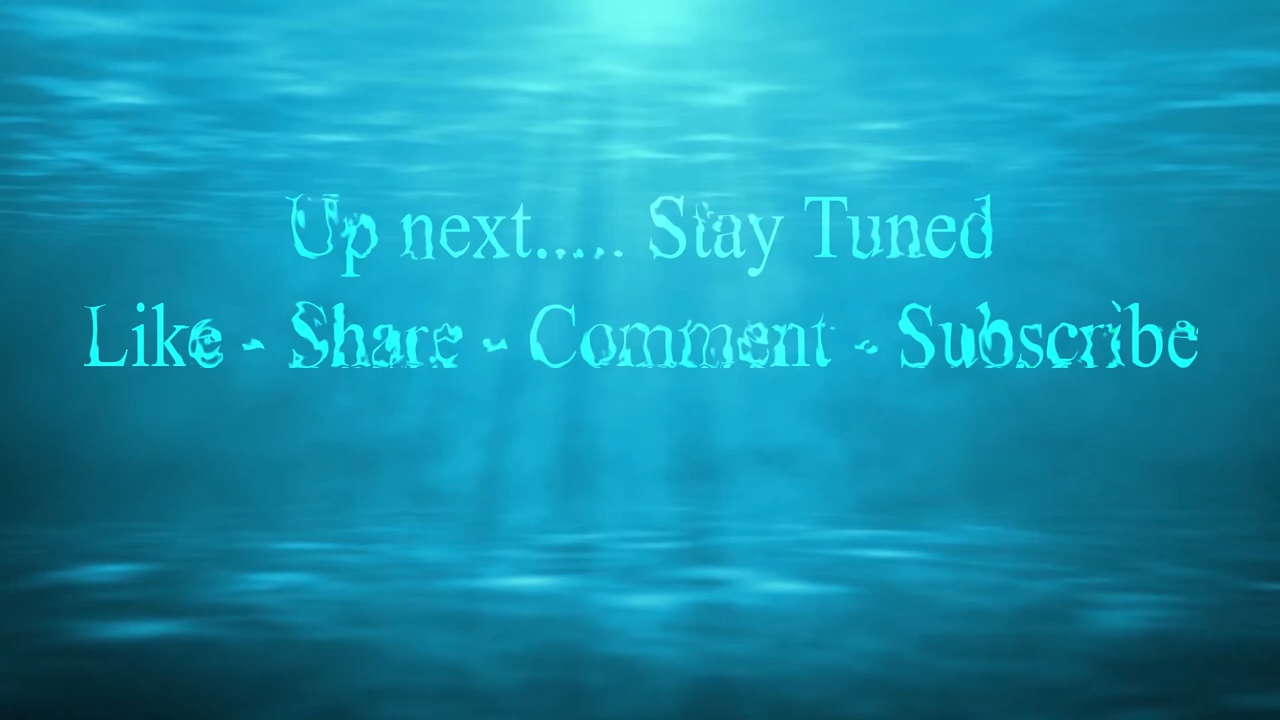 Up next..... Stay Tuned
Like - Share - Comment - Subscribe